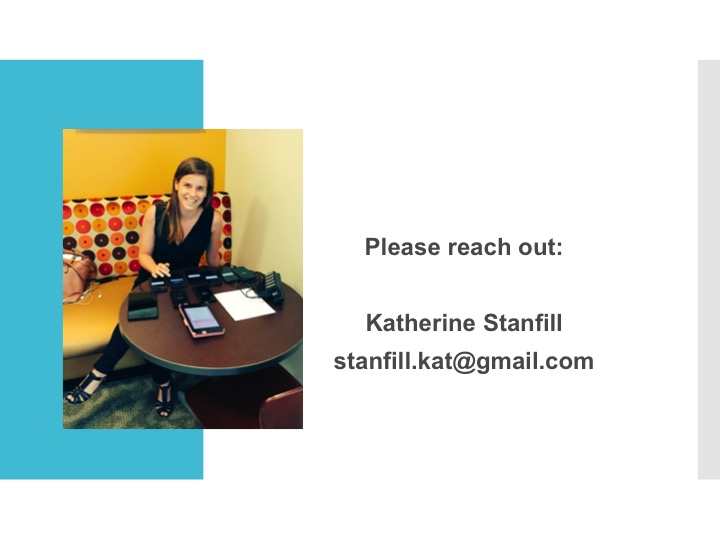 Please reach out:
Katherine Stanfill
stanfill.kat@gmail.com